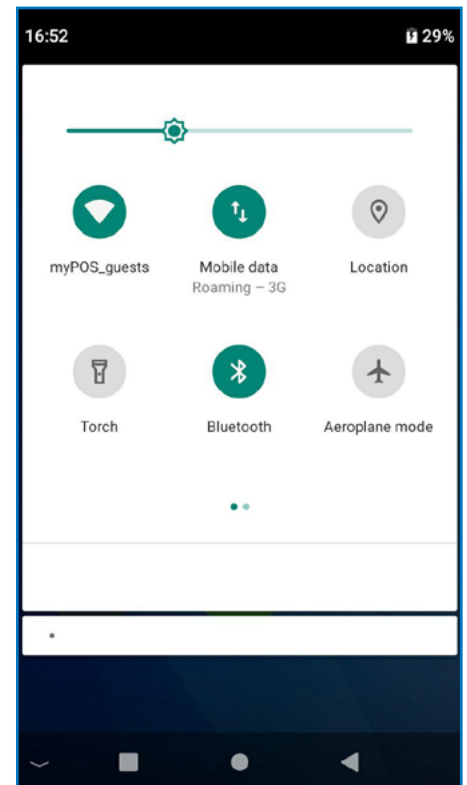 16:52 29%
myPOS_guests Mobile data Location
Roaming – 3G
Torch Bluetooth Aeroplane mode